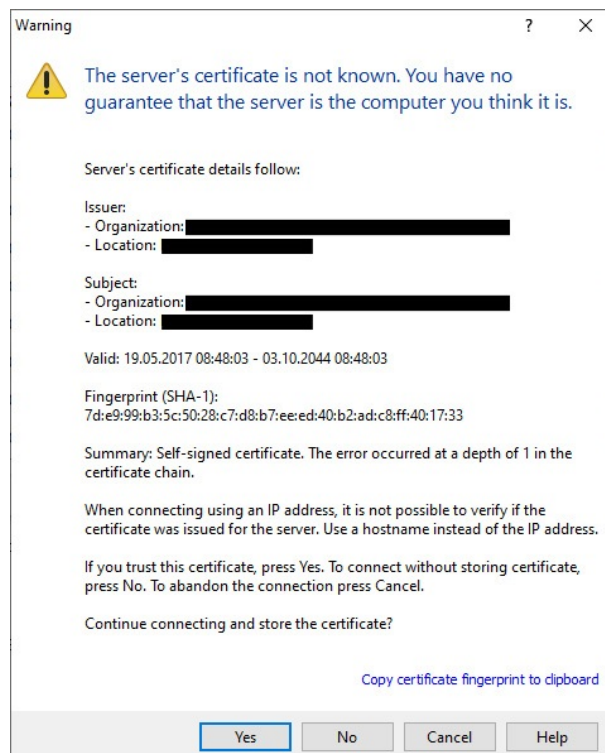 Warning
?
The server's certificate is not known. You have no
guarantee that the server is the computer you think it is.
Server's certificate details follow:
Issuer:
- Organization:
- Location:
Subject:
- Organization:
- Location:
Valid: 19.05.2017 08:48:03 - 03.10.2044 08:48:03
Fingerprint (SHA-1):
7d:e9:99:b3:5c:50:28:c7:d8:b7:ee:ed:40:b2:ad:c8:ff:40:17:33
Summary: Self-signed certificate. The error occurred at a depth of 1 in the
certificate chain.
When connecting using an IP address, it is not possible to verify if the
certificate was issued for the server. Use a hostname instead of the IP address.
If you trust this certificate, press Yes. To connect without storing certificate,
press No. To abandon the connection press Cancel.
Continue connecting and store the certificate?
Copy certificate fingerprint to clipboard
Yes No Cancel Help